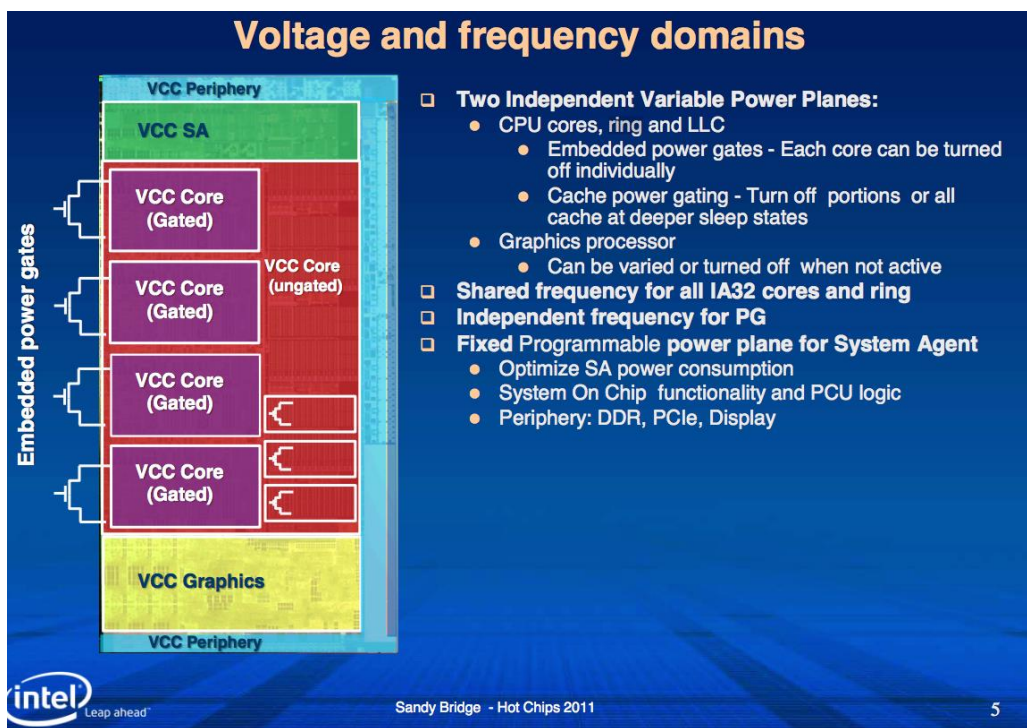 Voltage and frequency domains
VCC Periphery
VCC SA
VCC Core
(Gated)
VCC Core
(ungated)
VCC Core
(Gated)
VCC Core
(Gated)
VCC Core
(Gated)
VCC Graphics
VCC Periphery
Embedded power gates
Two Independent Variable Power Planes:
CPU cores, ring and LLC
Embedded power gates - Each core can be turned
off individually
Cache power gating - Turn off portions or all
cache at deeper sleep states
Graphics processor
Can be varied or turned off when not active
Shared frequency for all IA32 cores and ring
Independent frequency for PG
Fixed Programmable power plane for System Agent
Optimize SA power consumption
System On Chip functionality and PCU logic
Periphery: DDR, PCIe, Display
intel
Leap ahead™
Sandy Bridge - Hot Chips 2011
5